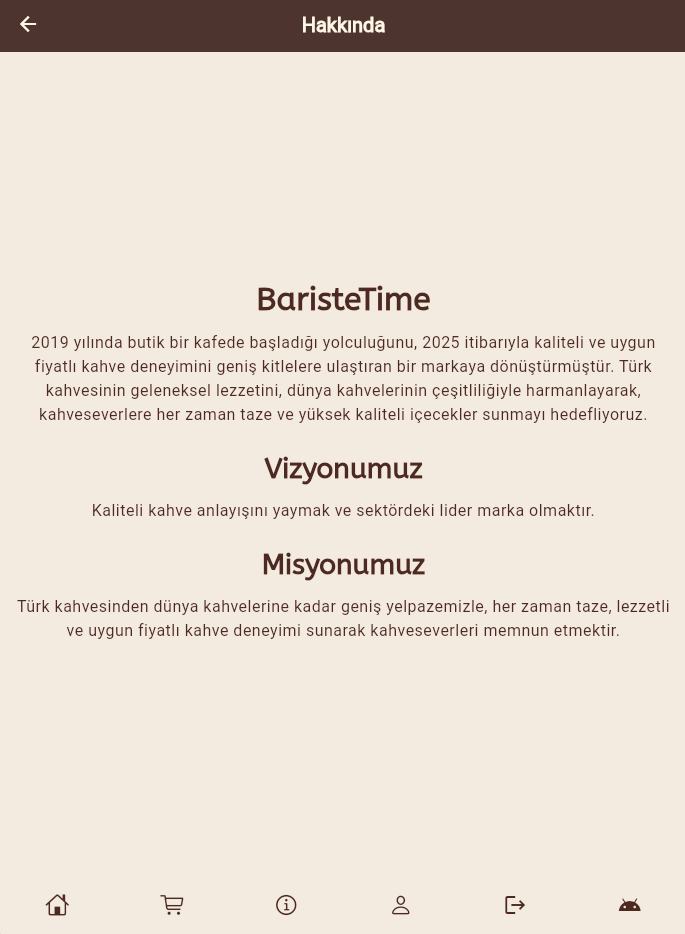 Hakkında
BaristeTime
2019 yılında butik bir kafede başladığı yolculuğunu, 2025 itibarıyla kaliteli ve uygun
fiyatlı kahve deneyimini geniş kitlelere ulaştıran bir markaya dönüştürmüştür. Türk
kahvesinin geleneksel lezzetini, dünya kahvelerinin çeşitliliğiyle harmanlayarak,
kahveseverlere her zaman taze ve yüksek kaliteli içecekler sunmayı hedefliyoruz.
Vizyonumuz
Kaliteli kahve anlayışını yaymak ve sektördeki lider marka olmaktır.
Misyonumuz
Türk kahvesinden dünya kahvelerine kadar geniş yelpazemizle, her zaman taze, lezzetli
ve uygun fiyatlı kahve deneyimi sunarak kahveseverleri memnun etmektir.